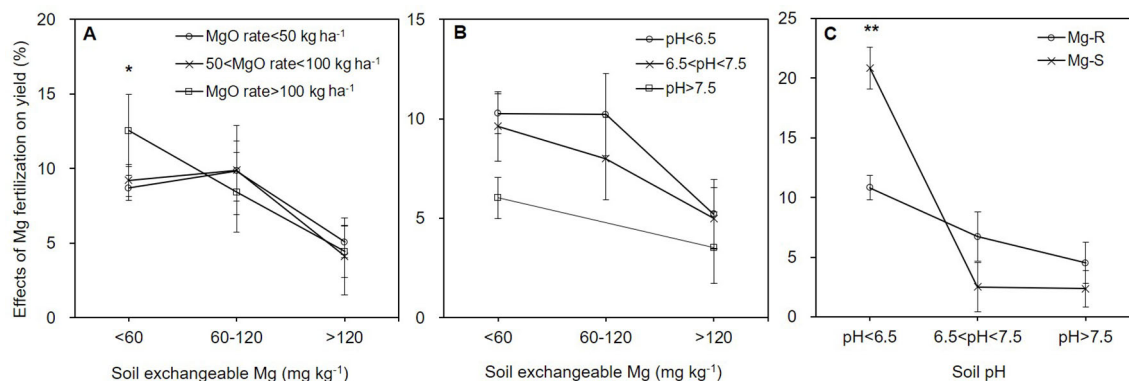 Effects of Mg fertilization on yield (%)
20
15
10
5
0
A
MgO rate<50 kg ha⁻¹
50<MgO rate<100 kg ha⁻¹
MgO rate>100 kg ha⁻¹
*
<60
60-120
>120
Soil exchangeable Mg (mg kg⁻¹)
15
10
5
0
B
pH<6.5
6.5<pH<7.5
pH>7.5
<60
60-120
>120
Soil exchangeable Mg (mg kg⁻¹)
25
20
15
10
5
0
C
**
Mg-R
Mg-S
pH<6.5
6.5<pH<7.5
pH>7.5
Soil pH